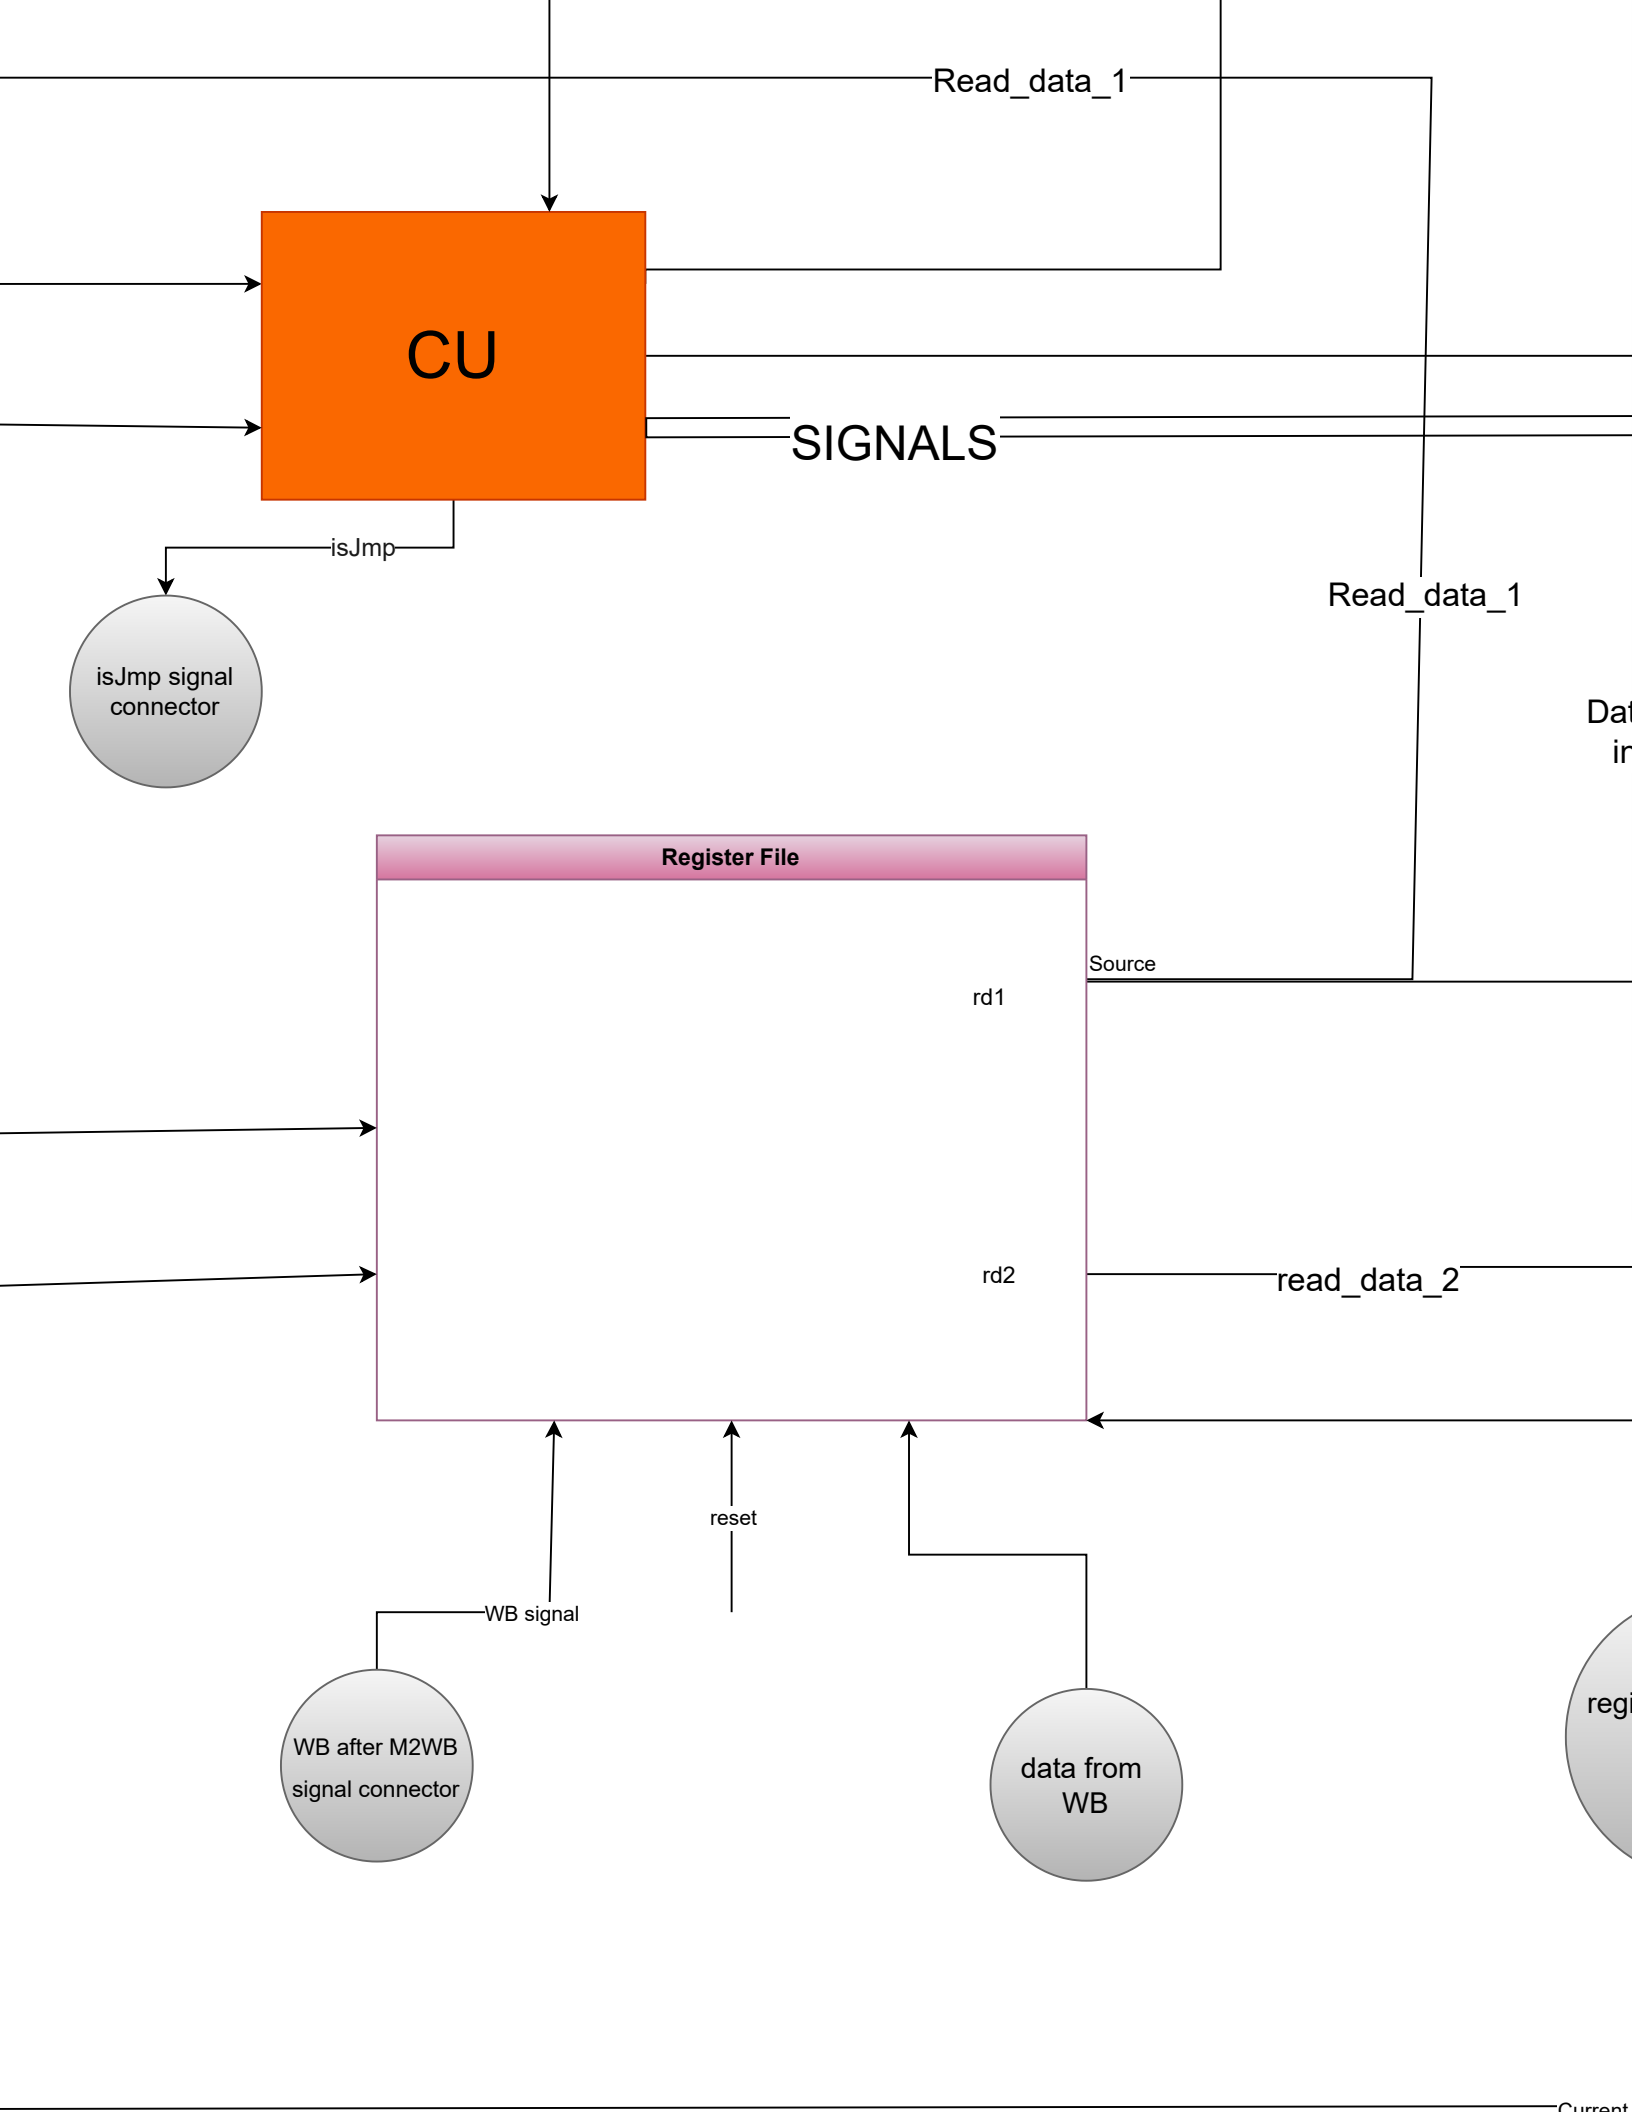 Read_data_1
CU
SIGNALS
isJmp
Read_data_1
isJmp signal
connector
Register File
Source
rd1
rd2
read_data_2
reset
WB signal
WB after M2WB
signal connector
data from
WB
Current